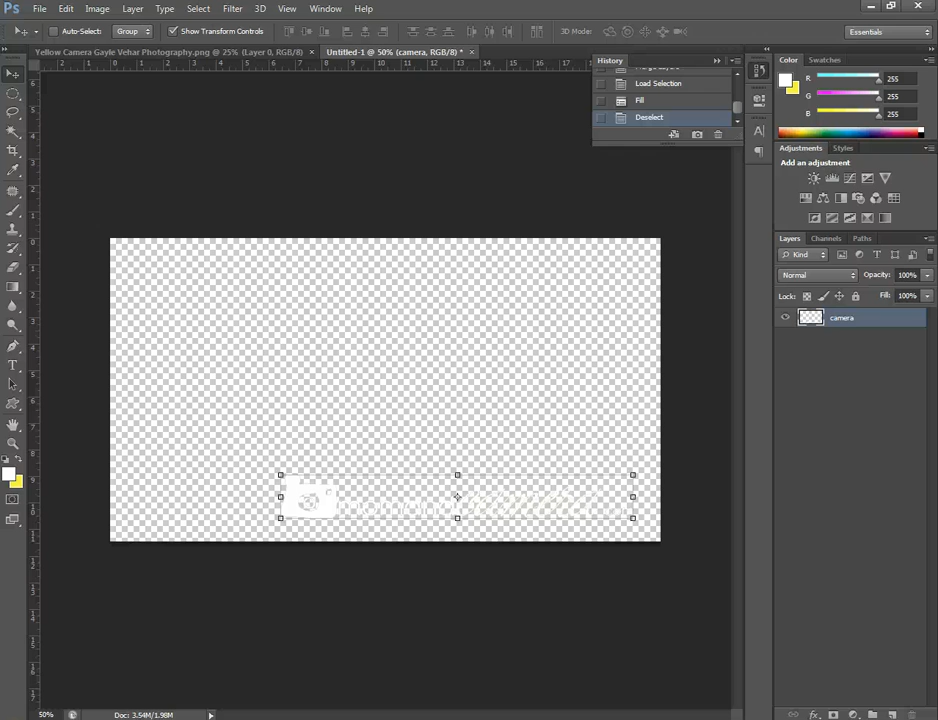 Ps File Edit Image Layer Type Select Filter 3D View Window Help
Auto-Select: Group Show Transform Controls 3D Mode: Essentials
Yellow Camera Gayle Vehar Photography.png @ 25% (Layer 0, RGB/8) × Untitled-1 @ 50% (camera, RGB/8) * ×
History
Load Selection
Fill
Deselect
Color Swatches
R 255
G 255
B 255
Adjustments Styles
Add an adjustment
Layers Channels Paths
Kind
Normal Opacity: 100%
Lock: Fill: 100%
camera
50% Doc: 3.54M/1.98M